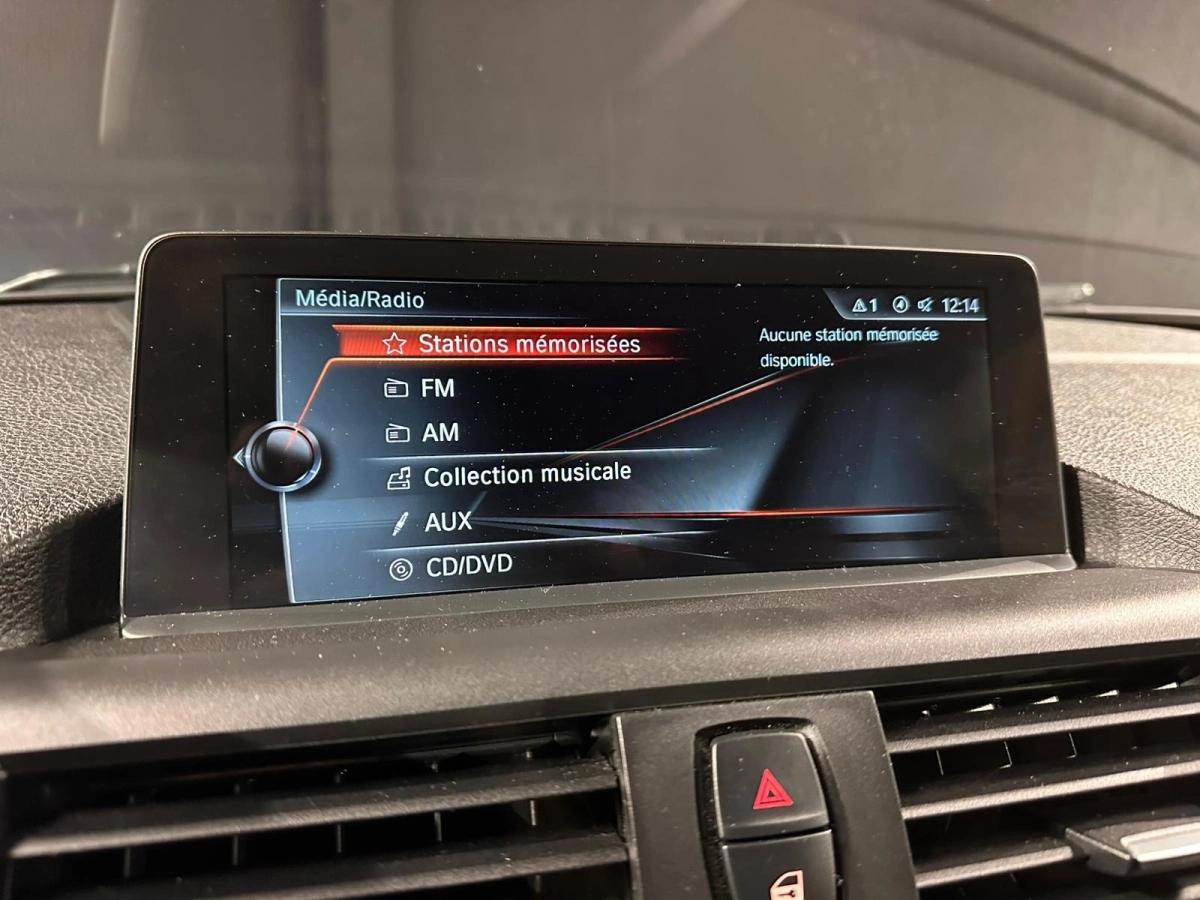 Média/Radio
1 12:14
Stations mémorisées
Aucune station mémorisée
disponible.
FM
AM
Collection musicale
AUX
CD/DVD